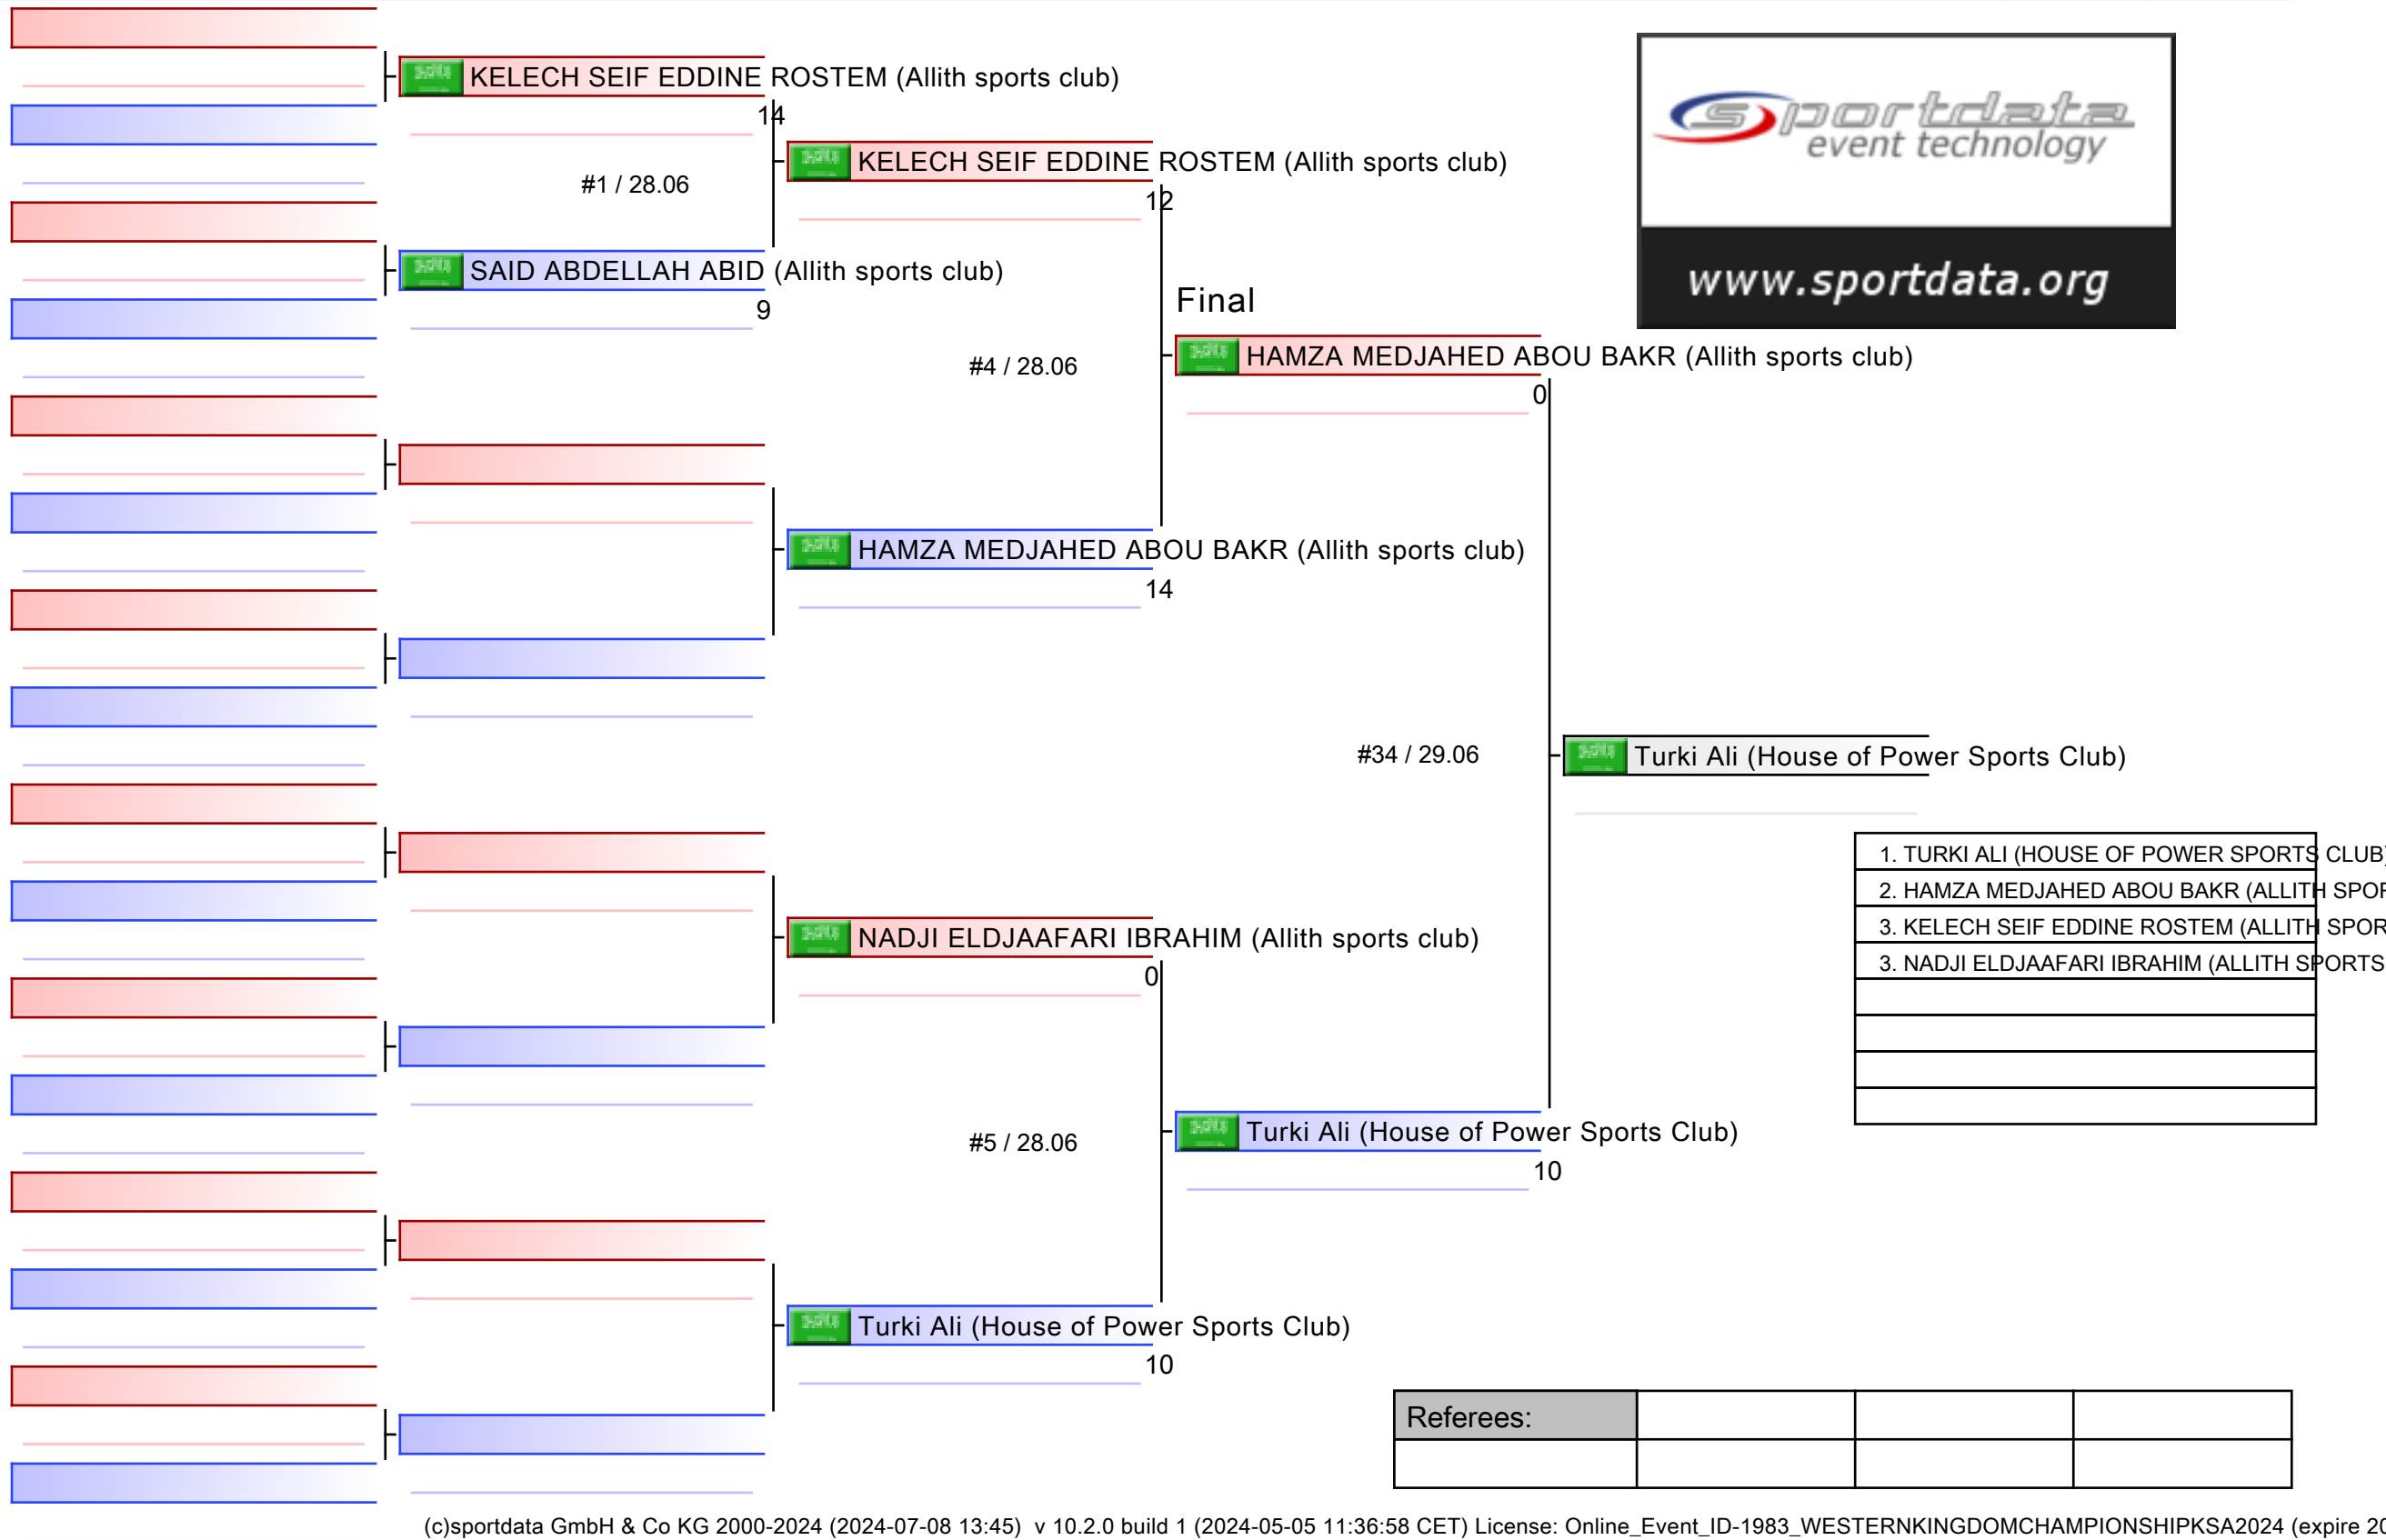 KELECH SEIF EDDINE ROSTEM (Allith sports club)
14
#1 / 28.06
SAID ABDELLAH ABID (Allith sports club)
9
KELECH SEIF EDDINE ROSTEM (Allith sports club)
12
#4 / 28.06
HAMZA MEDJAHED ABOU BAKR (Allith sports club)
14
NADJI ELDJAAFARI IBRAHIM (Allith sports club)
0
#5 / 28.06
Turki Ali (House of Power Sports Club)
10
Final
HAMZA MEDJAHED ABOU BAKR (Allith sports club)
0
#34 / 29.06
Turki Ali (House of Power Sports Club)
10
Turki Ali (House of Power Sports Club)
sportdata
event technology
www.sportdata.org
1. TURKI ALI (HOUSE OF POWER SPORTS CLUB)
2. HAMZA MEDJAHED ABOU BAKR (ALLITH SPOR
3. KELECH SEIF EDDINE ROSTEM (ALLITH SPOR
3. NADJI ELDJAAFARI IBRAHIM (ALLITH SPORTS
Referees:
(c)sportdata GmbH & Co KG 2000-2024 (2024-07-08 13:45) v 10.2.0 build 1 (2024-05-05 11:36:58 CET) License: Online_Event_ID-1983_WESTERNKINGDOMCHAMPIONSHIPKSA2024 (expire 20